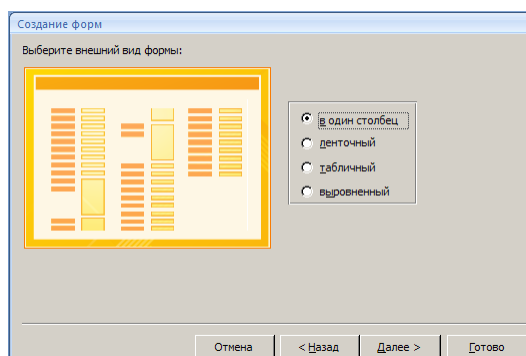 Создание форм
Выберите внешний вид формы:
в один столбец
ленточный
табличный
выровненный
Отмена
< Назад
Далее >
Готово